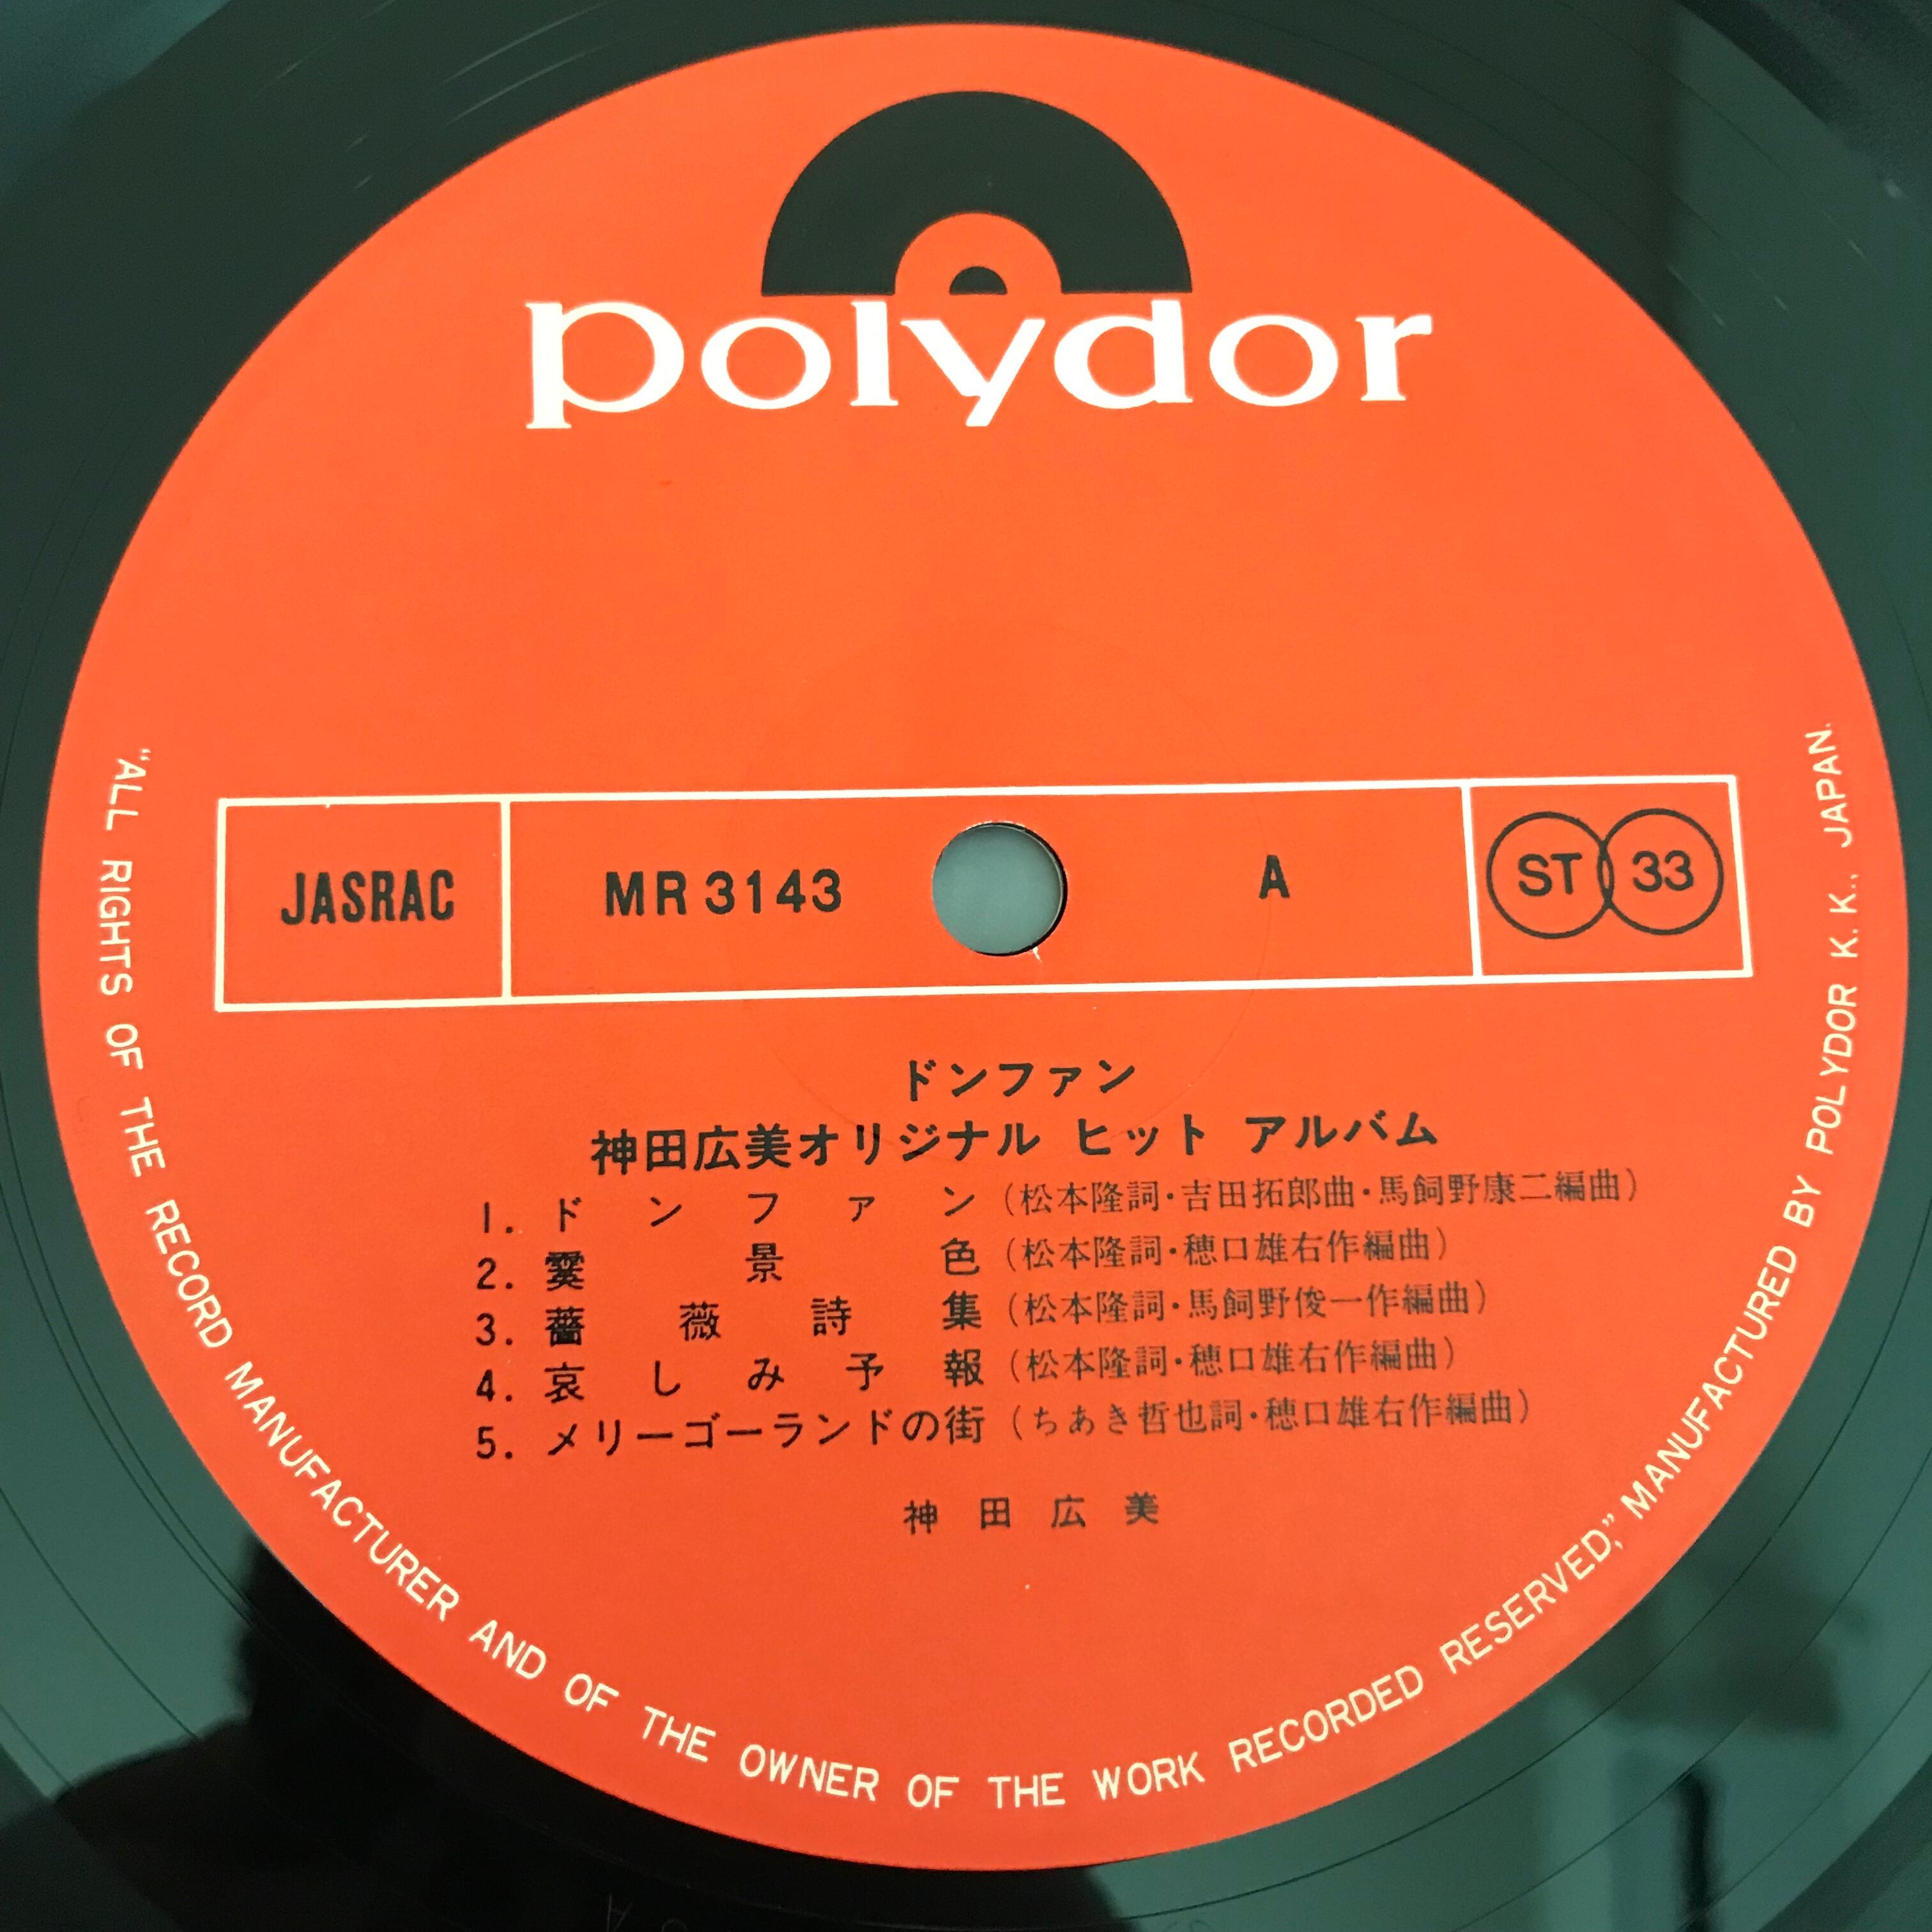 polydor
JASRAC MR 3143 A ST 33
ドンファン
神田広美オリジナル ヒット アルバム
1. ドンファン (松本隆詞・吉田拓郎曲・馬飼野康二編曲)
2. 霙景色 (松本隆詞・穂口雄右作編曲)
3. 薔薇詩集 (松本隆詞・馬飼野俊一作編曲)
4. 哀しみ予報 (松本隆詞・穂口雄右作編曲)
5. メリーゴーランドの街 (ちあき哲也詞・穂口雄右作編曲)
神田広美
"ALL RIGHTS OF THE RECORD MANUFACTURER AND OF THE OWNER OF THE WORK RECORDED RESERVED," MANUFACTURED BY POLYDOR K. K., JAPAN.